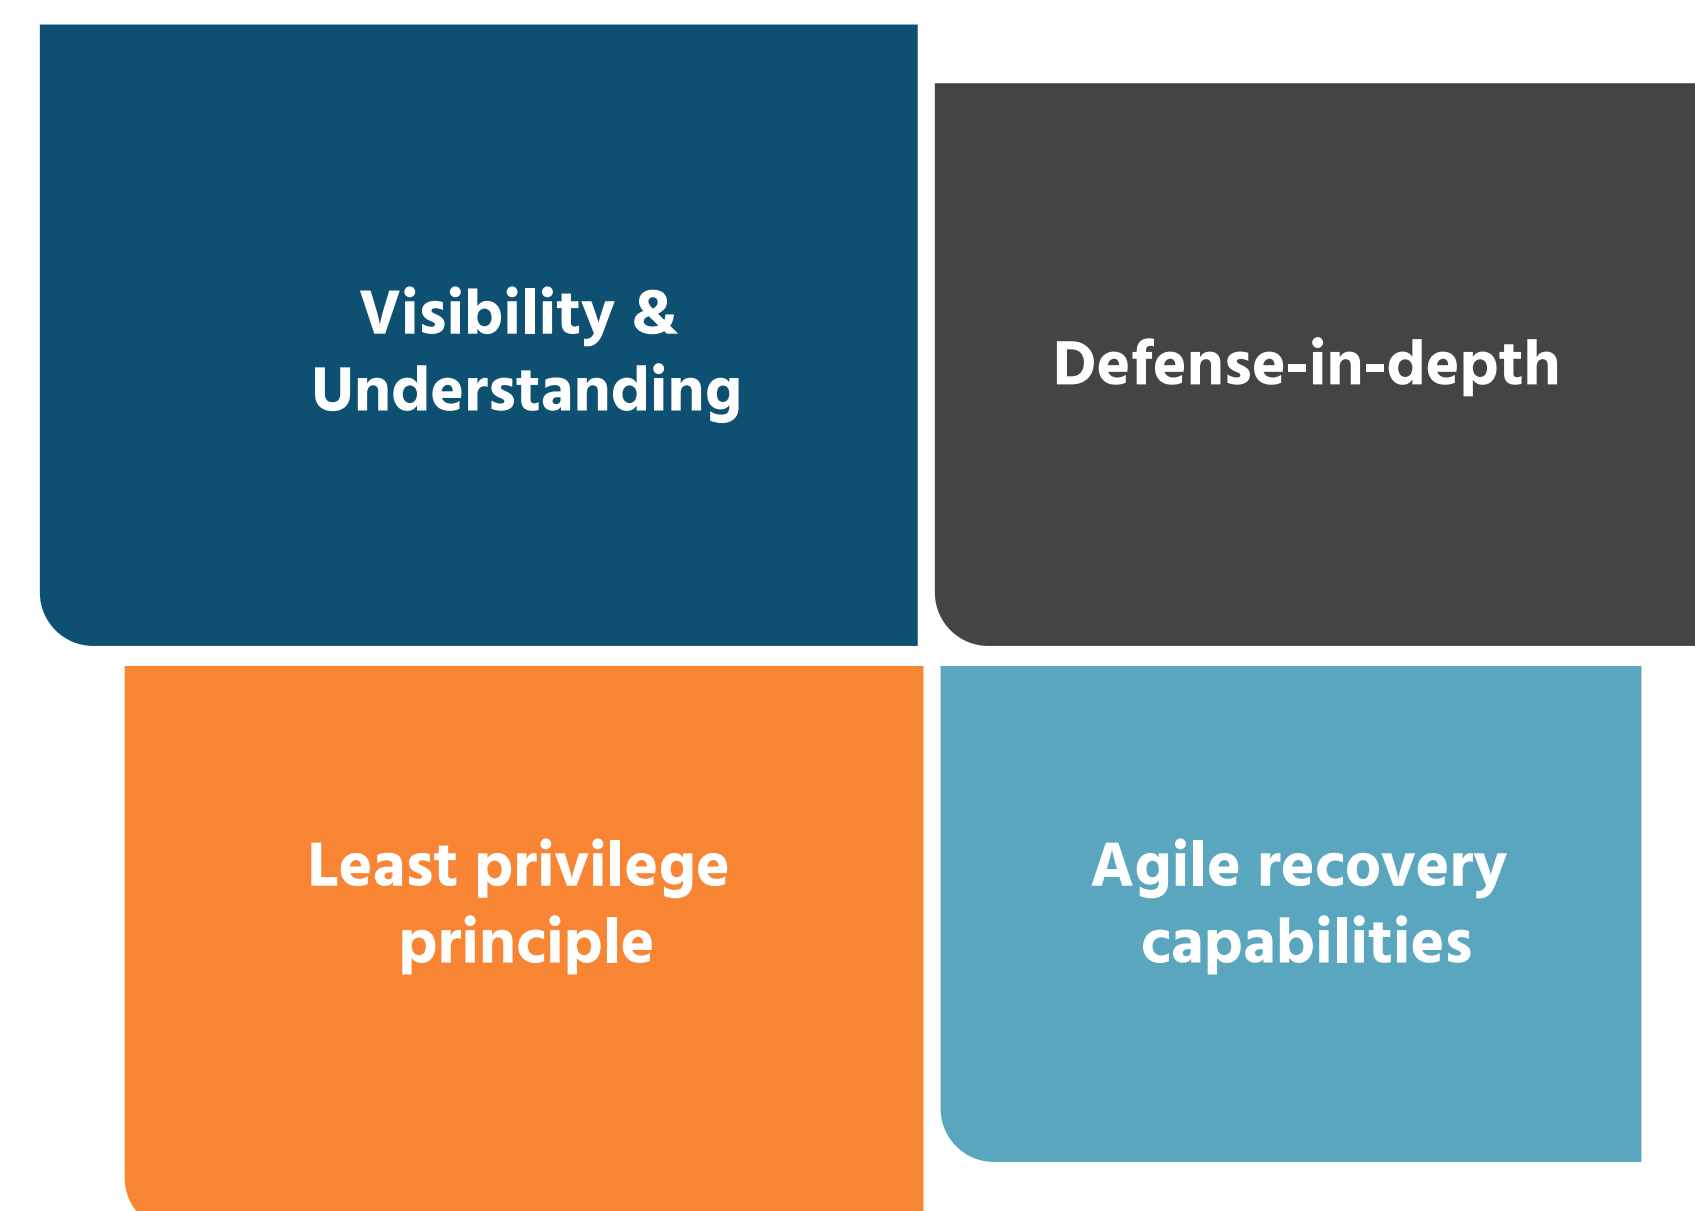 Visibility &
Understanding
Defense-in-depth
Least privilege
principle
Agile recovery
capabilities